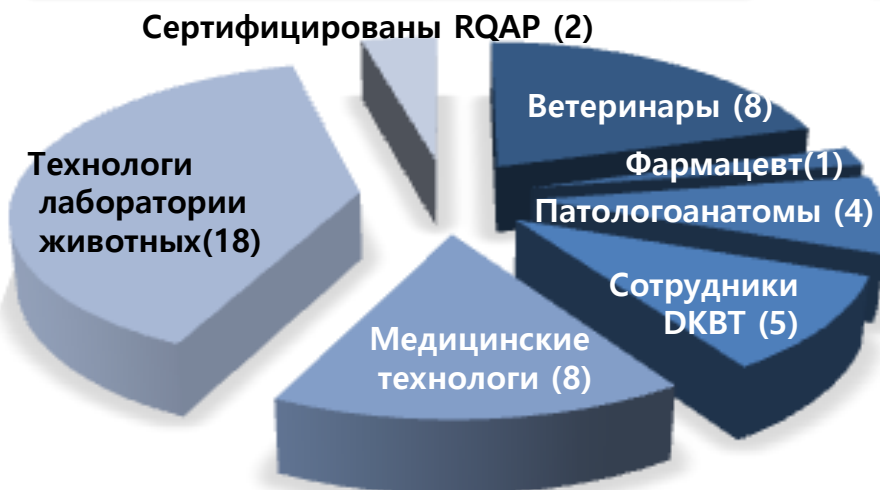 Сертифицированы RQAP (2)
Ветеринары (8)
Фармацевт(1)
Патологоанатомы (4)
Сотрудники
DKBT (5)
Медицинские
технологи (8)
Технологи
лаборатории
животных(18)